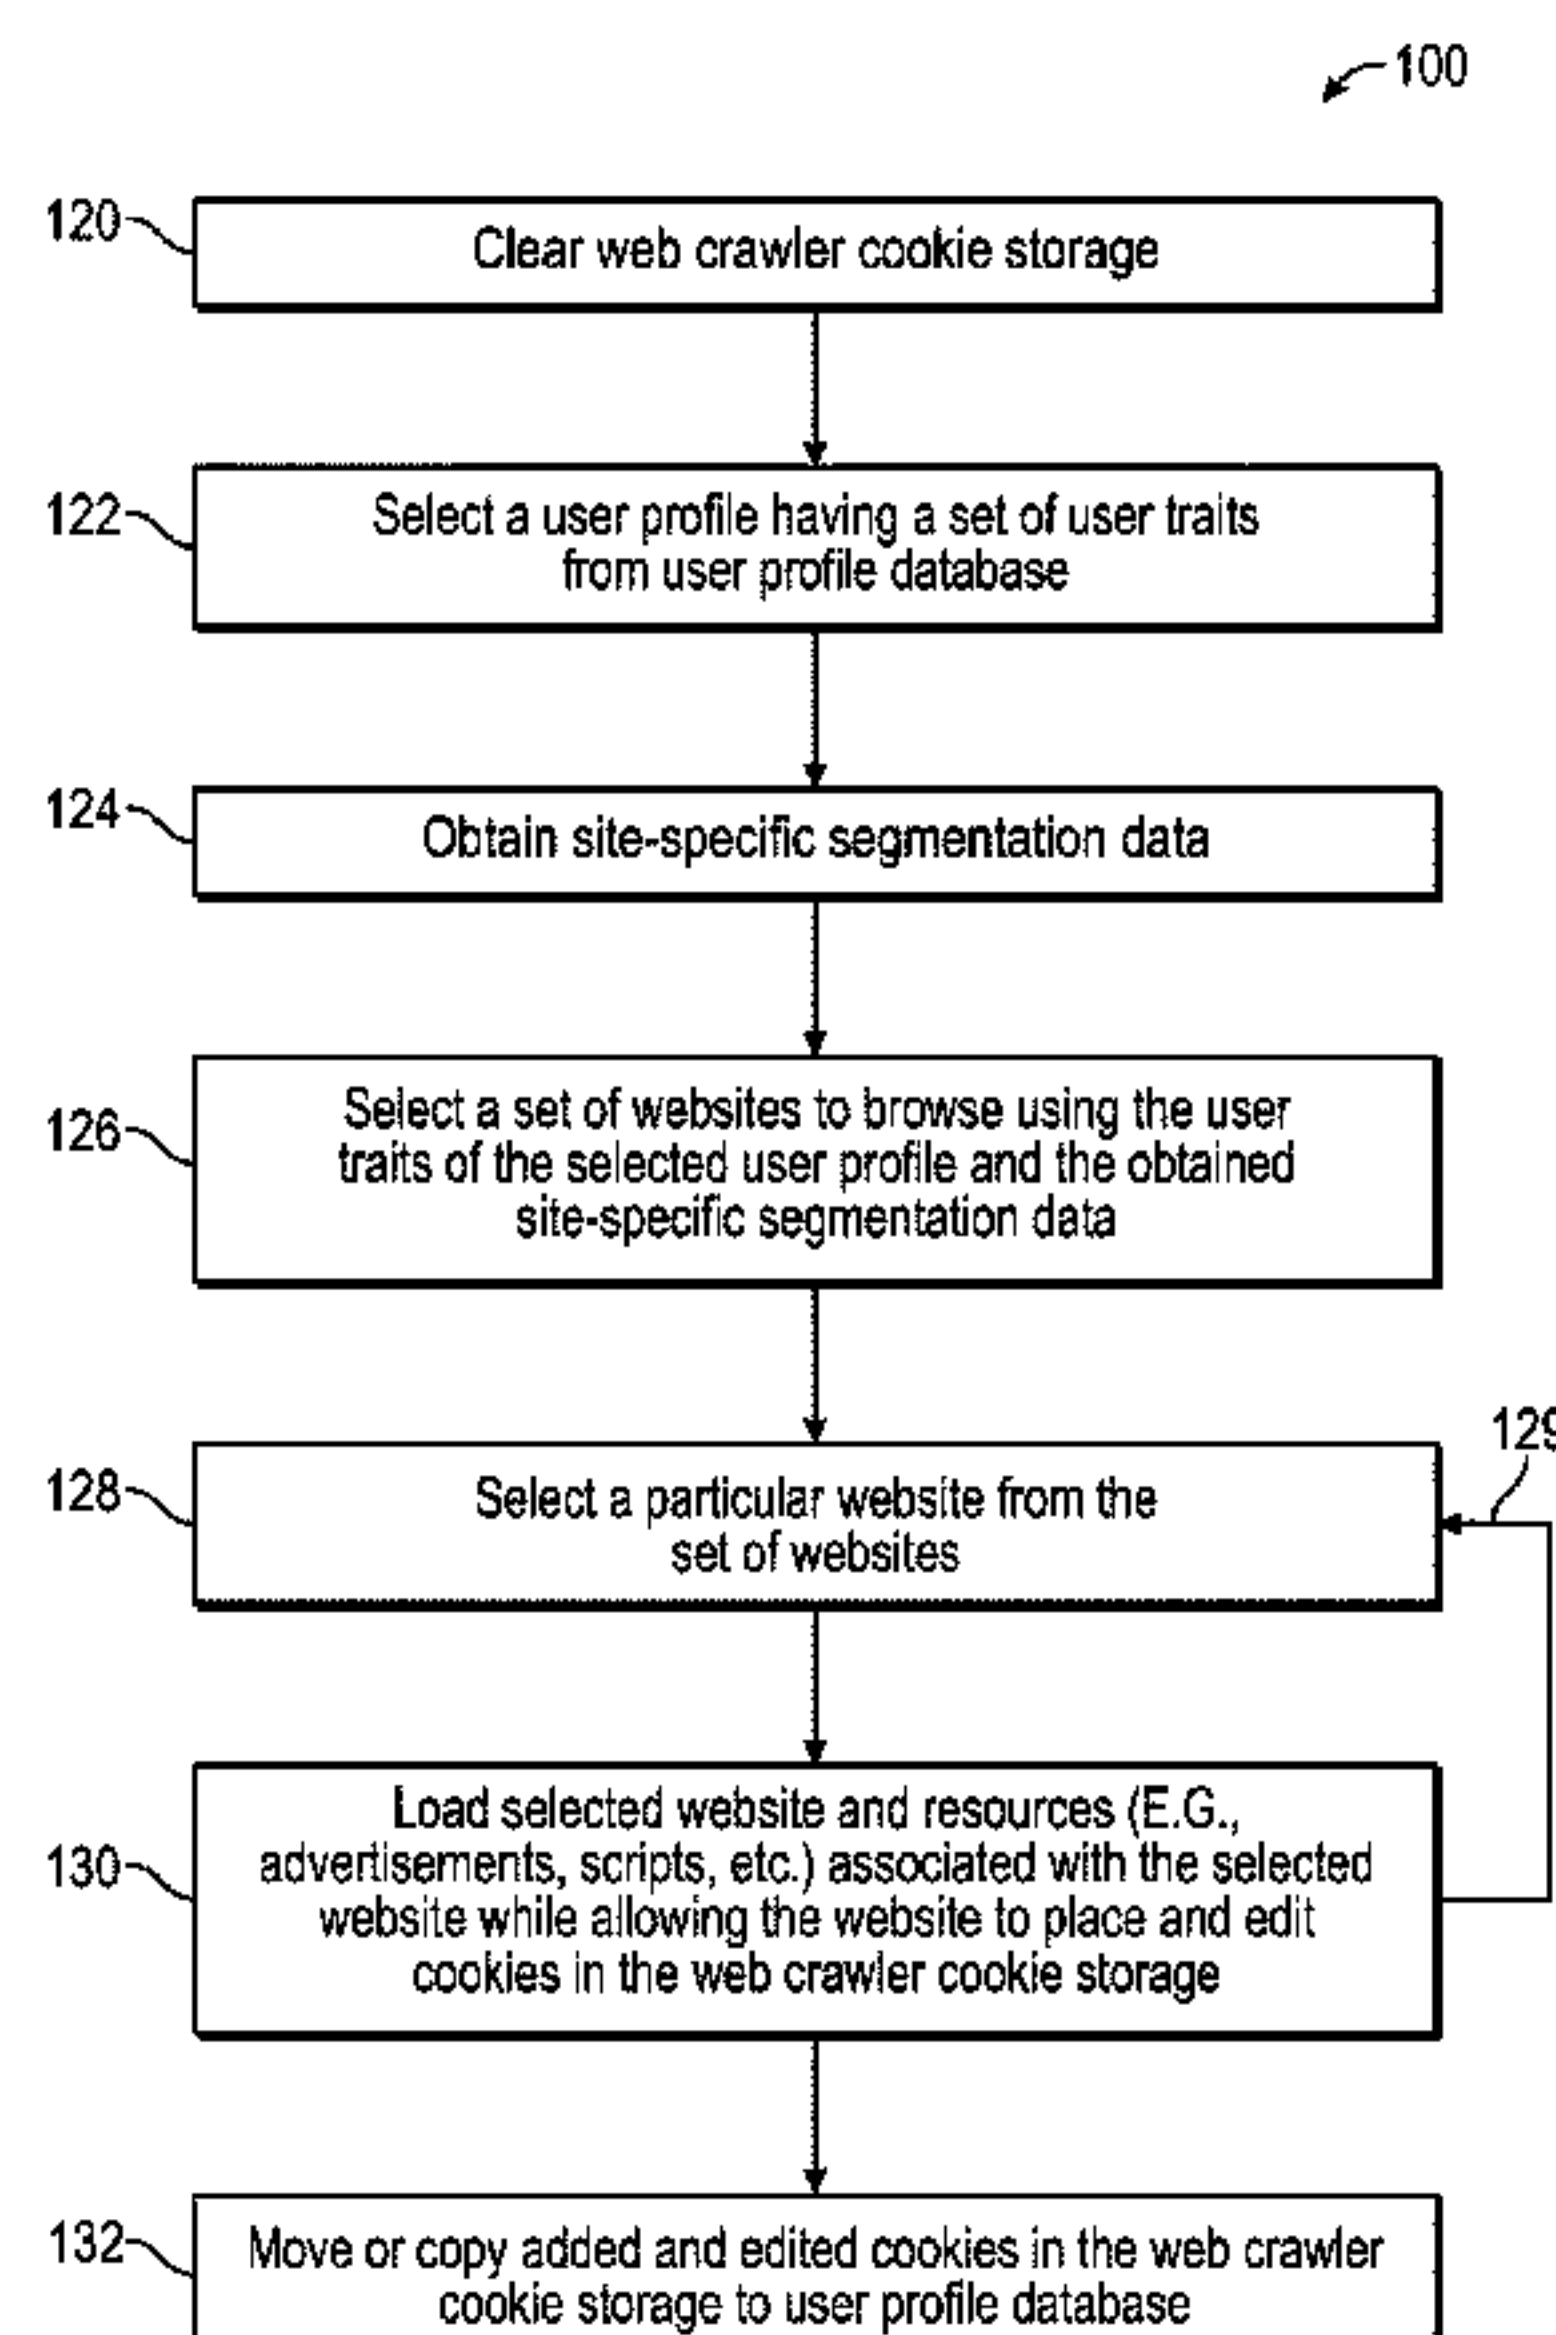 100
120
Clear web crawler cookie storage
122
Select a user profile having a set of user traits
from user profile database
124
Obtain site-specific segmentation data
126
Select a set of websites to browse using the user
traits of the selected user profile and the obtained
site-specific segmentation data
129
128
Select a particular website from the
set of websites
130
Load selected website and resources (E.G.,
advertisements, scripts, etc.) associated with the selected
website while allowing the website to place and edit
cookies in the web crawler cookie storage
132
Move or copy added and edited cookies in the web crawler
cookie storage to user profile database